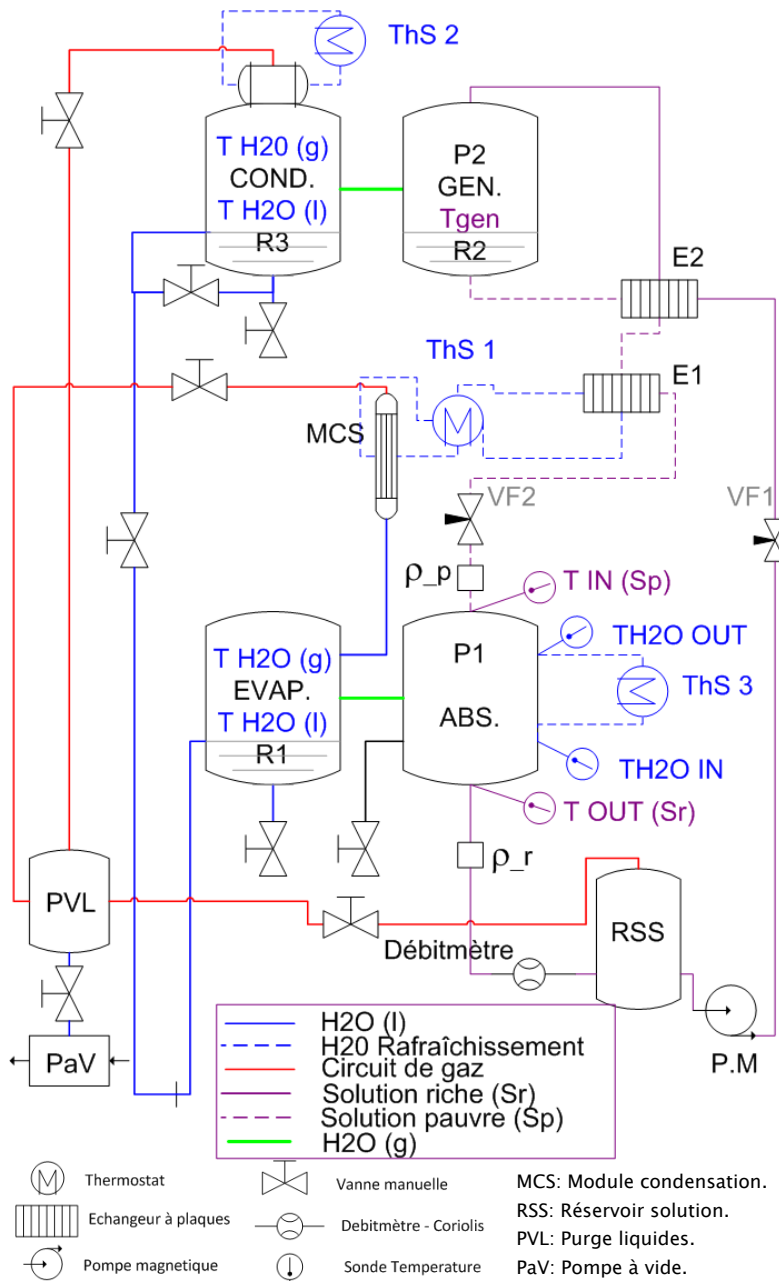 ThS 2
T H20 (g)
COND.
T H2O (l)
R3
P2
GEN.
Tgen
R2
E2
ThS 1
E1
MCS
M
VF2
VF1
ρ_p
T IN (Sp)
T H2O (g)
EVAP.
T H2O (l)
R1
P1
ABS.
TH2O OUT
ThS 3
TH2O IN
T OUT (Sr)
ρ_r
PVL
RSS
Débitmètre
PaV
P.M
H2O (l)
H20 Rafraîchissement
Circuit de gaz
Solution riche (Sr)
Solution pauvre (Sp)
H2O (g)
M
Thermostat
Vanne manuelle
MCS: Module condensation.
Echangeur à plaques
Debitmètre - Coriolis
RSS: Réservoir solution.
PVL: Purge liquides.
Pompe magnetique
Sonde Temperature
PaV: Pompe à vide.